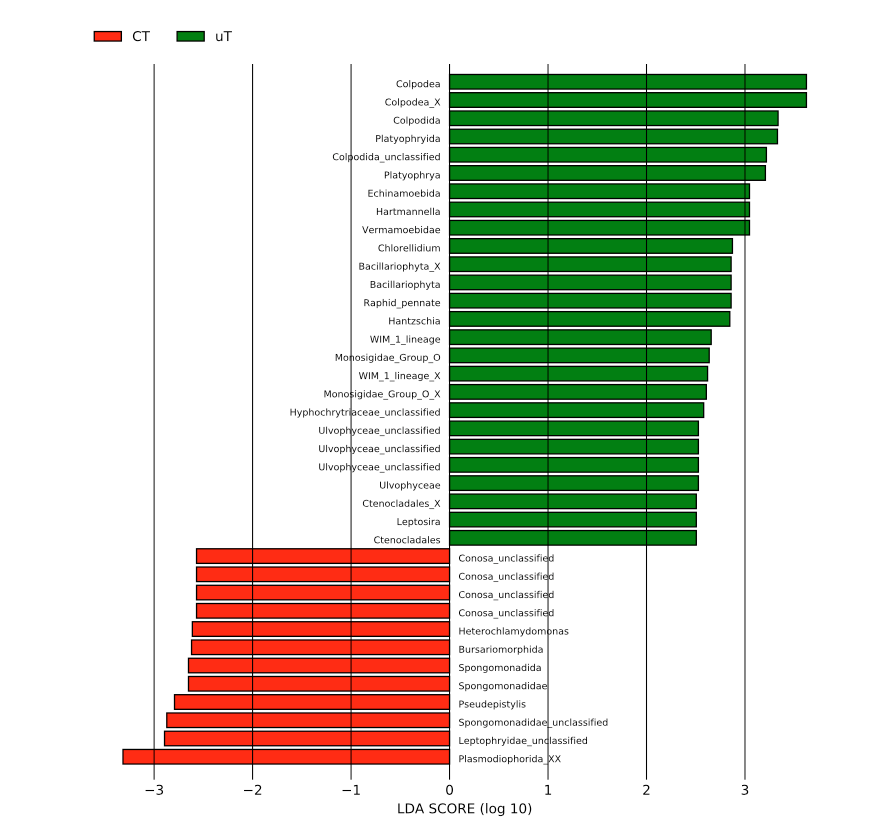 CT uT
Colpodea
Colpodea_X
Colpodida
Platyophryida
Colpodida_unclassified
Platyophrya
Echinamoebida
Hartmannella
Vermamoebidae
Chlorellidium
Bacillariophyta_X
Bacillariophyta
Raphid_pennate
Hantzschia
WIM_1_lineage
Monosigidae_Group_O
WIM_1_lineage_X
Monosigidae_Group_O_X
Hyphochrytriaceae_unclassified
Ulvophyceae_unclassified
Ulvophyceae_unclassified
Ulvophyceae_unclassified
Ulvophyceae
Ctenocladales_X
Leptosira
Ctenocladales
Conosa_unclassified
Conosa_unclassified
Conosa_unclassified
Conosa_unclassified
Heterochlamydomonas
Bursariomorphida
Spongomonadida
Spongomonadidae
Pseudepistylis
Spongomonadidae_unclassified
Leptophryidae_unclassified
Plasmodiophorida_XX
−3 −2 −1 0 1 2 3
LDA SCORE (log 10)